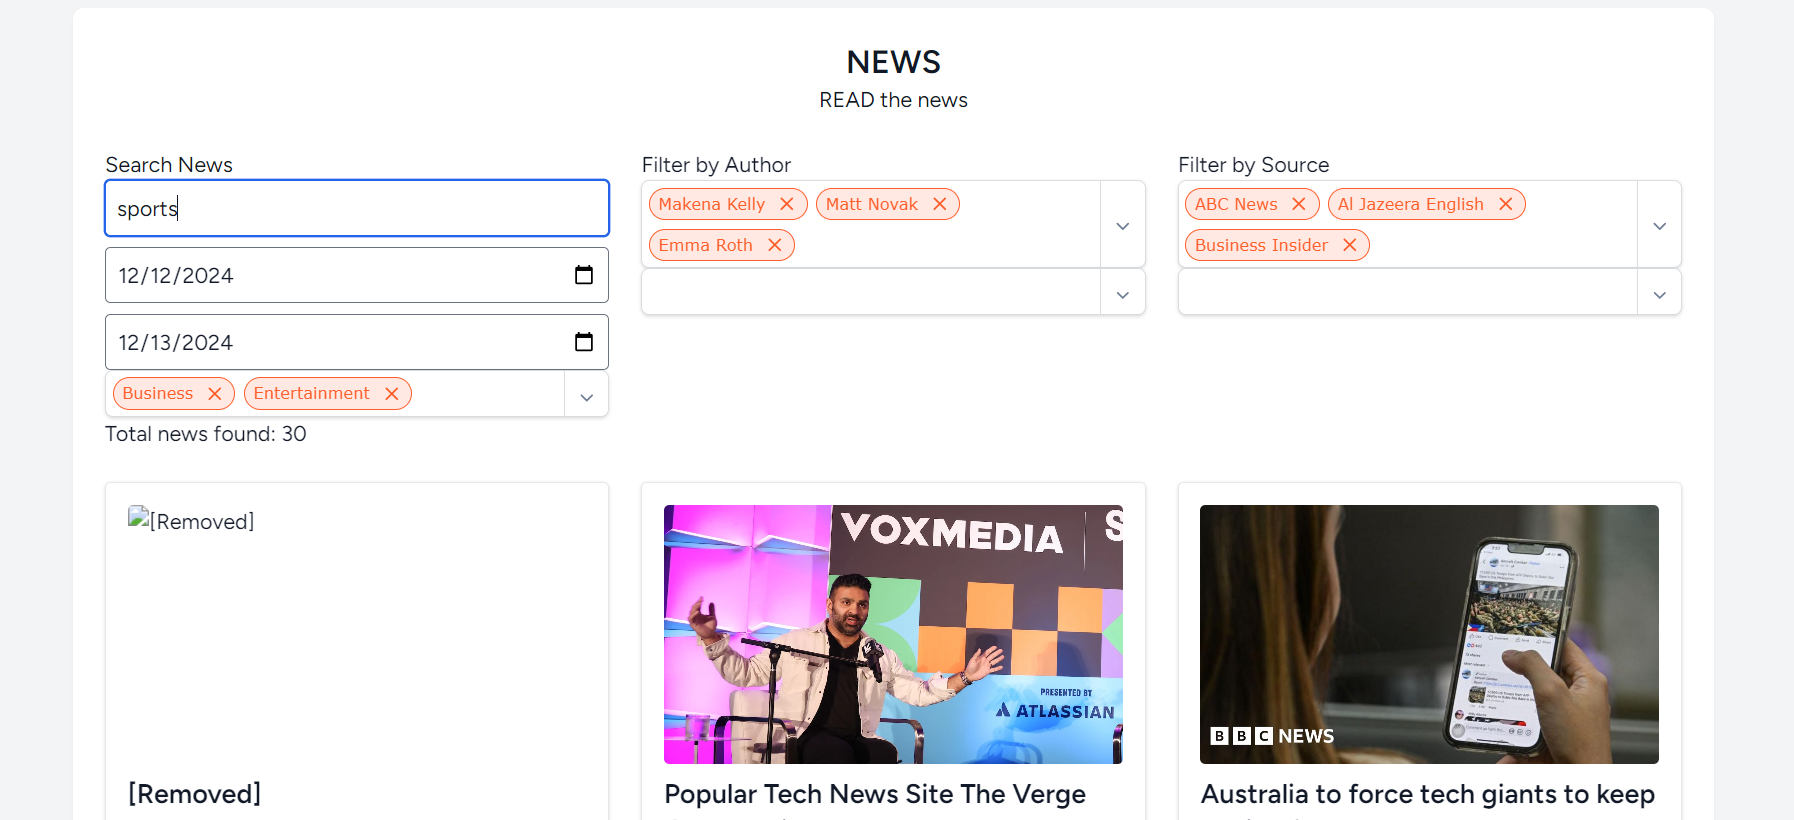 NEWS
READ the news
Search News
sports
12/12/2024
12/13/2024
Business
Entertainment
Total news found: 30
Filter by Author
Makena Kelly
Matt Novak
Emma Roth
Filter by Source
ABC News
Al Jazeera English
Business Insider
[Removed]
[Removed]
VOXMEDIA
S
PRESENTED BY
ATLASSIAN
Popular Tech News Site The Verge
BBC NEWS
Australia to force tech giants to keep